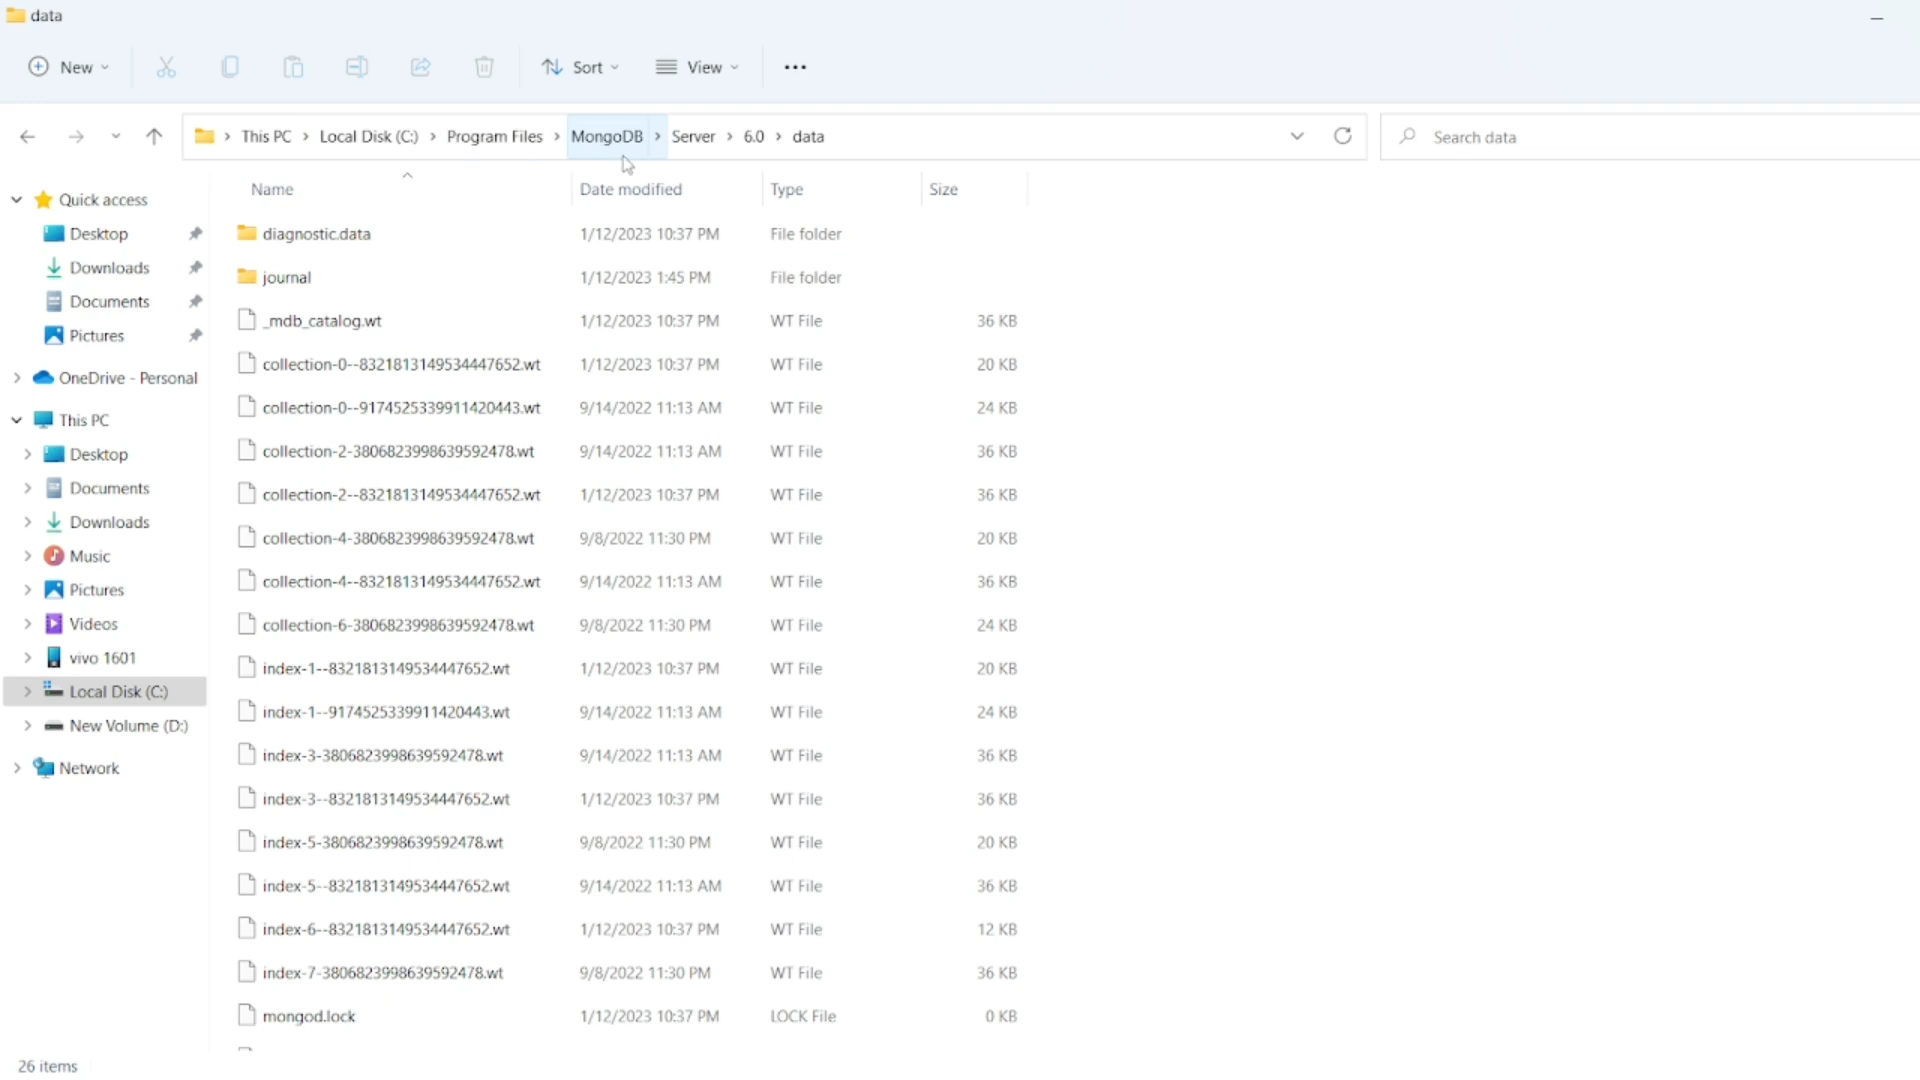 data
New
Sort
View
This PC > Local Disk (C:) > Program Files > MongoDB > Server > 6.0 > data
Search data
Name Date modified Type Size
Quick access
Desktop
Downloads
Documents
Pictures
OneDrive - Personal
This PC
Desktop
Documents
Downloads
Music
Pictures
Videos
vivo 1601
Local Disk (C:)
New Volume (D:)
Network
diagnostic.data 1/12/2023 10:37 PM File folder
journal 1/12/2023 1:45 PM File folder
_mdb_catalog.wt 1/12/2023 10:37 PM WT File 36 KB
collection-0--8321813149534447652.wt 1/12/2023 10:37 PM WT File 20 KB
collection-0--9174525339911420443.wt 9/14/2022 11:13 AM WT File 24 KB
collection-2-3806823998639592478.wt 9/14/2022 11:13 AM WT File 36 KB
collection-2--8321813149534447652.wt 1/12/2023 10:37 PM WT File 36 KB
collection-4-3806823998639592478.wt 9/8/2022 11:30 PM WT File 20 KB
collection-4--8321813149534447652.wt 9/14/2022 11:13 AM WT File 36 KB
collection-6-3806823998639592478.wt 9/8/2022 11:30 PM WT File 24 KB
index-1--8321813149534447652.wt 1/12/2023 10:37 PM WT File 20 KB
index-1--9174525339911420443.wt 9/14/2022 11:13 AM WT File 24 KB
index-3-3806823998639592478.wt 9/14/2022 11:13 AM WT File 36 KB
index-3--8321813149534447652.wt 1/12/2023 10:37 PM WT File 36 KB
index-5-3806823998639592478.wt 9/8/2022 11:30 PM WT File 20 KB
index-5--8321813149534447652.wt 9/14/2022 11:13 AM WT File 36 KB
index-6--8321813149534447652.wt 1/12/2023 10:37 PM WT File 12 KB
index-7-3806823998639592478.wt 9/8/2022 11:30 PM WT File 36 KB
mongod.lock 1/12/2023 10:37 PM LOCK File 0 KB
26 items